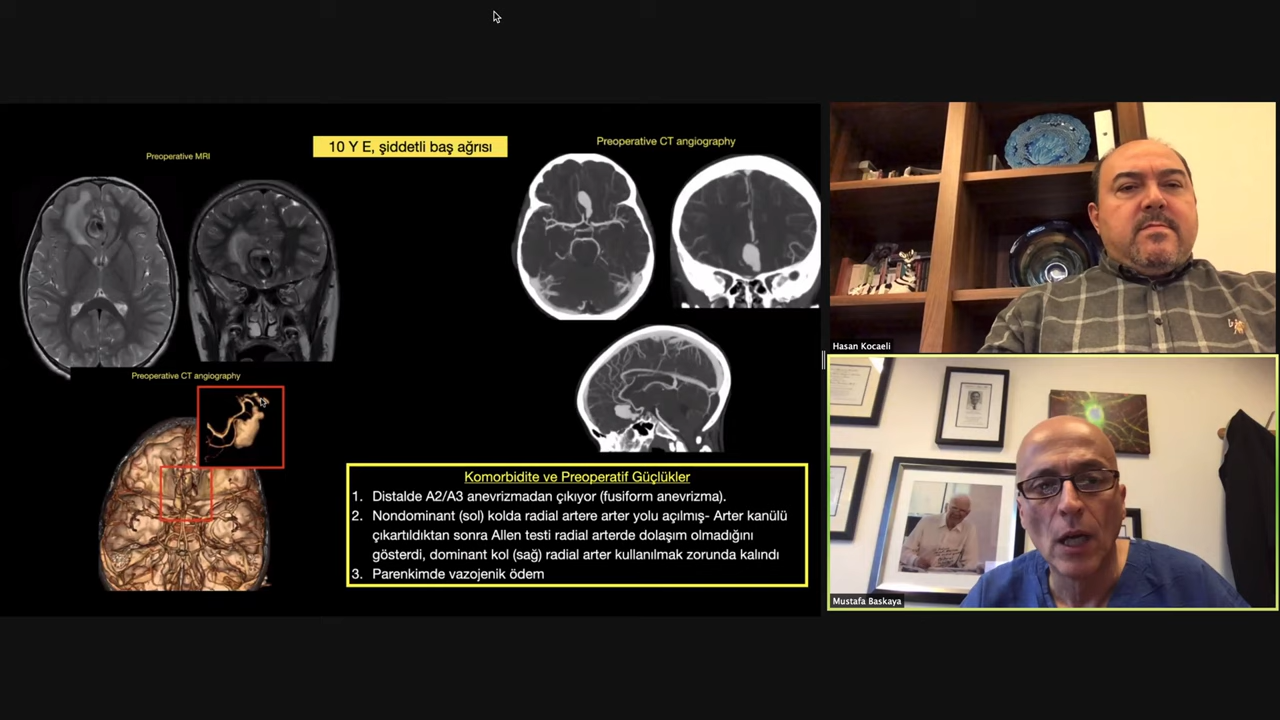 10 Y E, şiddetli baş ağrısı
Preoperative MRI
Preoperative CT angiography
Preoperative CT angiography
Komorbidite ve Preoperatif Güçlükler
1. Distalde A2/A3 anevrizmadan çıkıyor (fusiform anevrizma).
2. Nondominant (sol) kolda radial artere arter yolu açılmış- Arter kanülü
çıkartıldıktan sonra Allen testi radial arterde dolaşım olmadığını
gösterdi, dominant kol (sağ) radial arter kullanılmak zorunda kalındı
3. Parenkimde vazojenik ödem
Hasan Kocaeli
Mustafa Baskaya